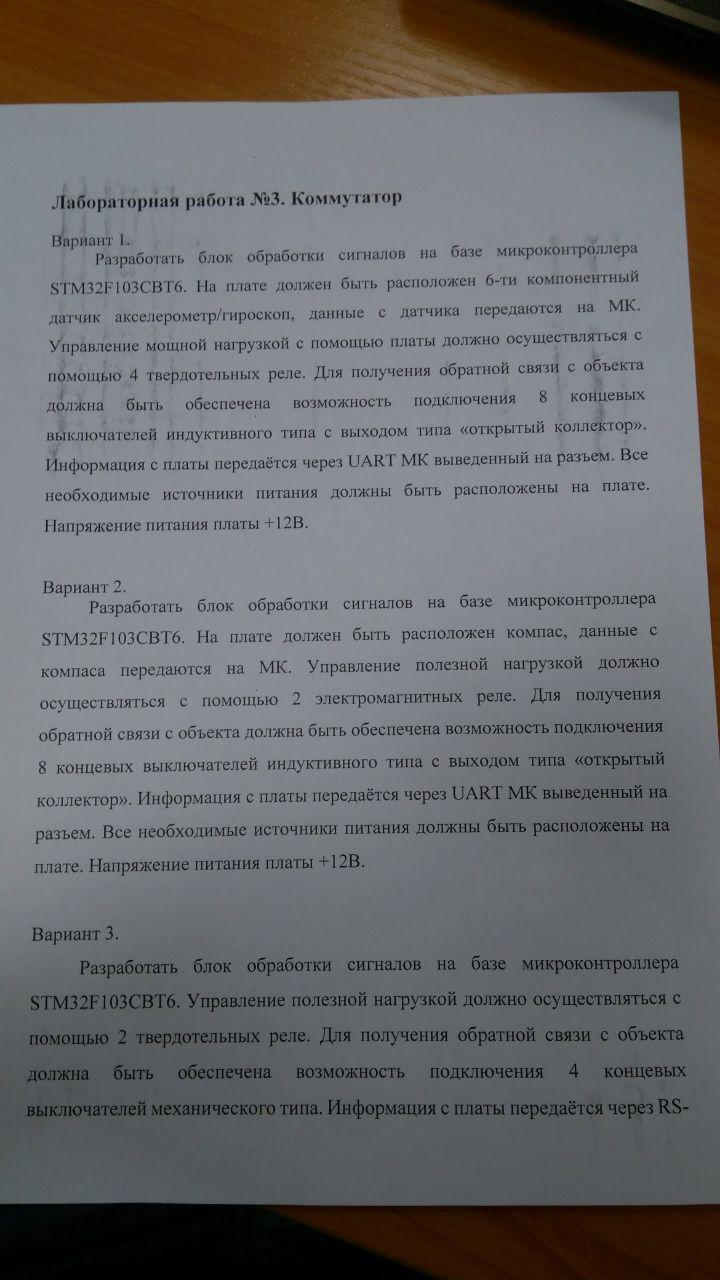 Лабораторная работа №3. Коммутатор
Вариант 1.
Разработать блок обработки сигналов на базе микроконтроллера
STM32F103CBT6. На плате должен быть расположен 6-ти компонентный
датчик акселерометр/гироскоп, данные с датчика передаются на МК.
Управление мощной нагрузкой с помощью платы должно осуществляться с
помощью 4 твердотельных реле. Для получения обратной связи с объекта
должна быть обеспечена возможность подключения 8 концевых
выключателей индуктивного типа с выходом типа «открытый коллектор».
Информация с платы передаётся через UART МК выведенный на разъем. Все
необходимые источники питания должны быть расположены на плате.
Напряжение питания платы +12В.
Вариант 2.
Разработать блок обработки сигналов на базе микроконтроллера
STM32F103CBT6. На плате должен быть расположен компас, данные с
компаса передаются на МК. Управление полезной нагрузкой должно
осуществляться с помощью 2 электромагнитных реле. Для получения
обратной связи с объекта должна быть обеспечена возможность подключения
8 концевых выключателей индуктивного типа с выходом типа «открытый
коллектор». Информация с платы передаётся через UART МК выведенный на
разъем. Все необходимые источники питания должны быть расположены на
плате. Напряжение питания платы +12В.
Вариант 3.
Разработать блок обработки сигналов на базе микроконтроллера
STM32F103CBT6. Управление полезной нагрузкой должно осуществляться с
помощью 2 твердотельных реле. Для получения обратной связи с объекта
должна быть обеспечена возможность подключения 4 концевых
выключателей механического типа. Информация с платы передаётся через RS-